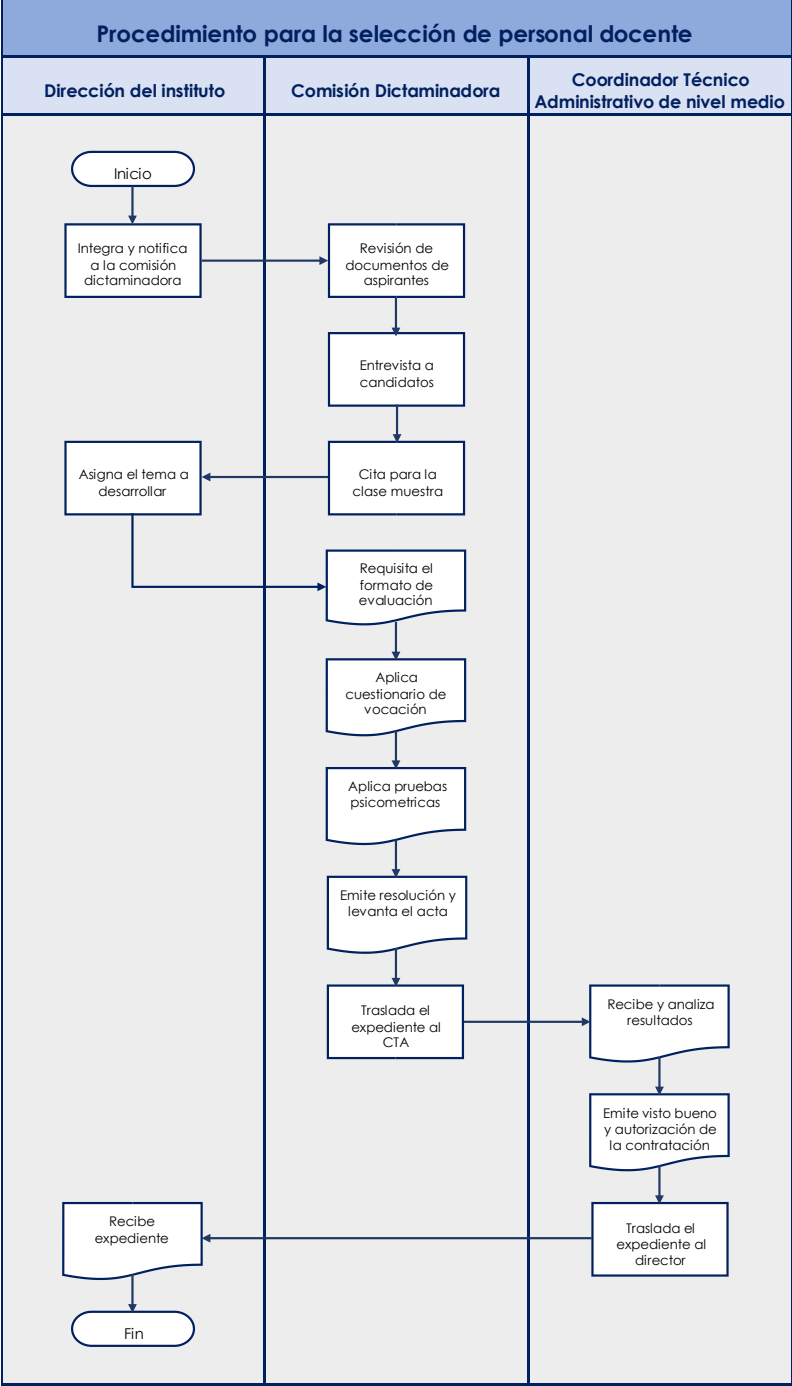 Procedimiento para la selección de personal docente
Dirección del instituto
Comisión Dictaminadora
Coordinador Técnico
Administrativo de nivel medio
Inicio
Integra y notifica
a la comisión
dictaminadora
Revisión de
documentos de
aspirantes
Entrevista a
candidatos
Cita para la
clase muestra
Asigna el tema a
desarrollar
Requisita el
formato de
evaluación
Aplica
cuestionario de
vocación
Aplica pruebas
psicometricas
Emite resolución y
levanta el acta
Traslada el
expediente al
CTA
Recibe y analiza
resultados
Emite visto bueno
y autorización de
la contratación
Traslada el
expediente al
director
Recibe
expediente
Fin